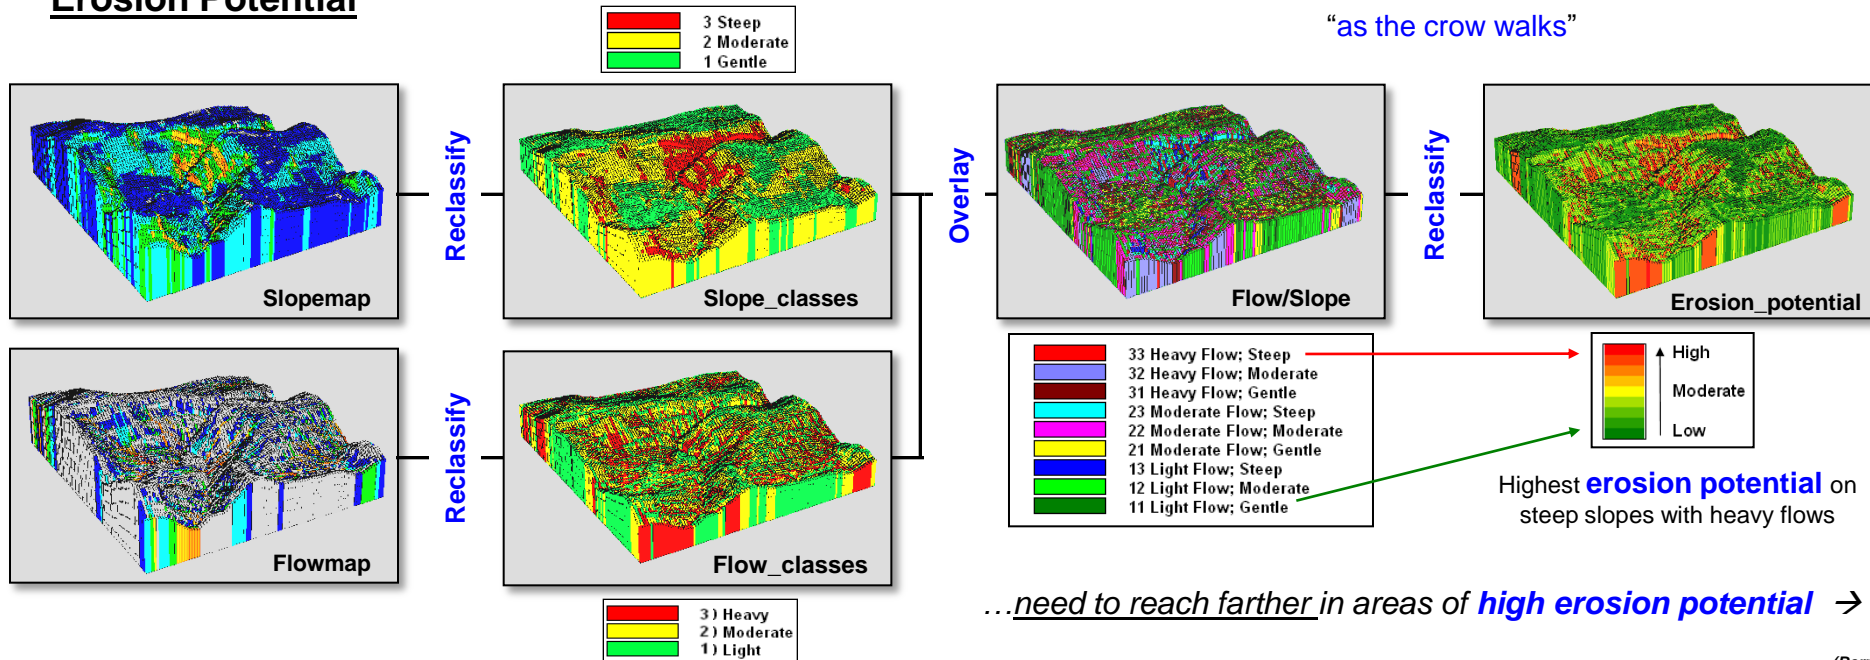 Erosion Potential
3 Steep
2 Moderate
1 Gentle
“as the crow walks”
Slopemap
Reclassify
Slope_classes
Overlay
Flow/Slope
Reclassify
Erosion_potential
Flowmap
Reclassify
Flow_classes
3) Heavy
2) Moderate
1) Light
33 Heavy Flow; Steep
32 Heavy Flow; Moderate
31 Heavy Flow; Gentle
23 Moderate Flow; Steep
22 Moderate Flow; Moderate
21 Moderate Flow; Gentle
13 Light Flow; Steep
12 Light Flow; Moderate
11 Light Flow; Gentle
High
Moderate
Low
Highest erosion potential on
steep slopes with heavy flows
…need to reach farther in areas of high erosion potential →